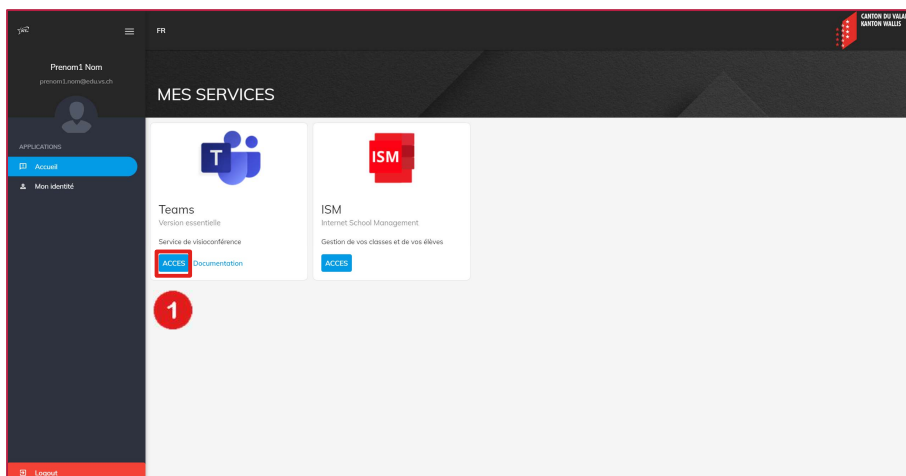 FR
CANTON DU VALAI
KANTON WALLIS
Prenom1 Nom
prenom1.nom@edu.vs.ch
MES SERVICES
APPLICATIONS
Accueil
Mon identité
T
ISM
Teams
Version essentielle
Service de visioconférence
ACCES Documentation
ISM
Internet School Management
Gestion de vos classes et de vos élèves
ACCES
1
Logout